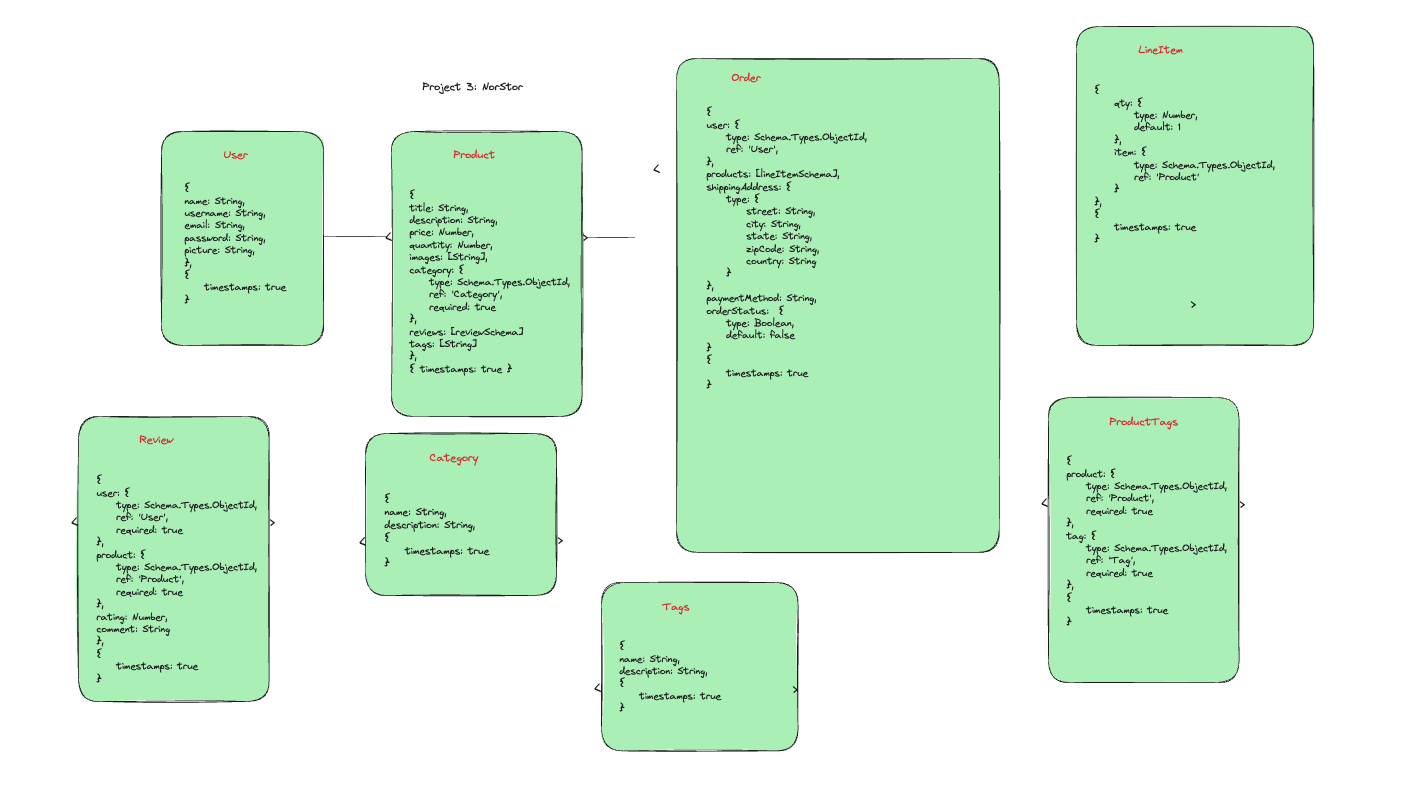 Project 3: NorStor
User
{
name: String,
username: String,
email: String,
password: String,
picture: String,
},
{
timestamps: true
}
Product
{
title: String,
description: String,
price: Number,
quantity: Number,
images: [String],
category: {
type: Schema.Types.ObjectId,
ref: 'Category',
required: true
},
reviews: [reviewSchema]
tags: [String]
},
{ timestamps: true }
Order
{
user: {
type: Schema.Types.ObjectId,
ref: 'User',
},
products: [lineItemSchema],
shippingAddress: {
type: {
street: String,
city: String,
state: String,
zipCode: String,
country: String
}
},
paymentMethod: String,
orderStatus: {
type: Boolean,
default: false
}
{
timestamps: true
}
LineItem
{
qty: {
type: Number,
default: 1
},
item: {
type: Schema.Types.ObjectId,
ref: 'Product'
}
},
{
timestamps: true
}
Review
{
user: {
type: Schema.Types.ObjectId,
ref: 'User',
required: true
},
product: {
type: Schema.Types.ObjectId,
ref: 'Product',
required: true
},
rating: Number,
comment: String
},
{
timestamps: true
}
Category
{
name: String,
description: String,
{
timestamps: true
}
Tags
{
name: String,
description: String,
{
timestamps: true
}
ProductTags
{
product: {
type: Schema.Types.ObjectId,
ref: 'Product',
required: true
},
tag: {
type: Schema.Types.ObjectId,
ref: 'Tag',
required: true
},
{
timestamps: true
}